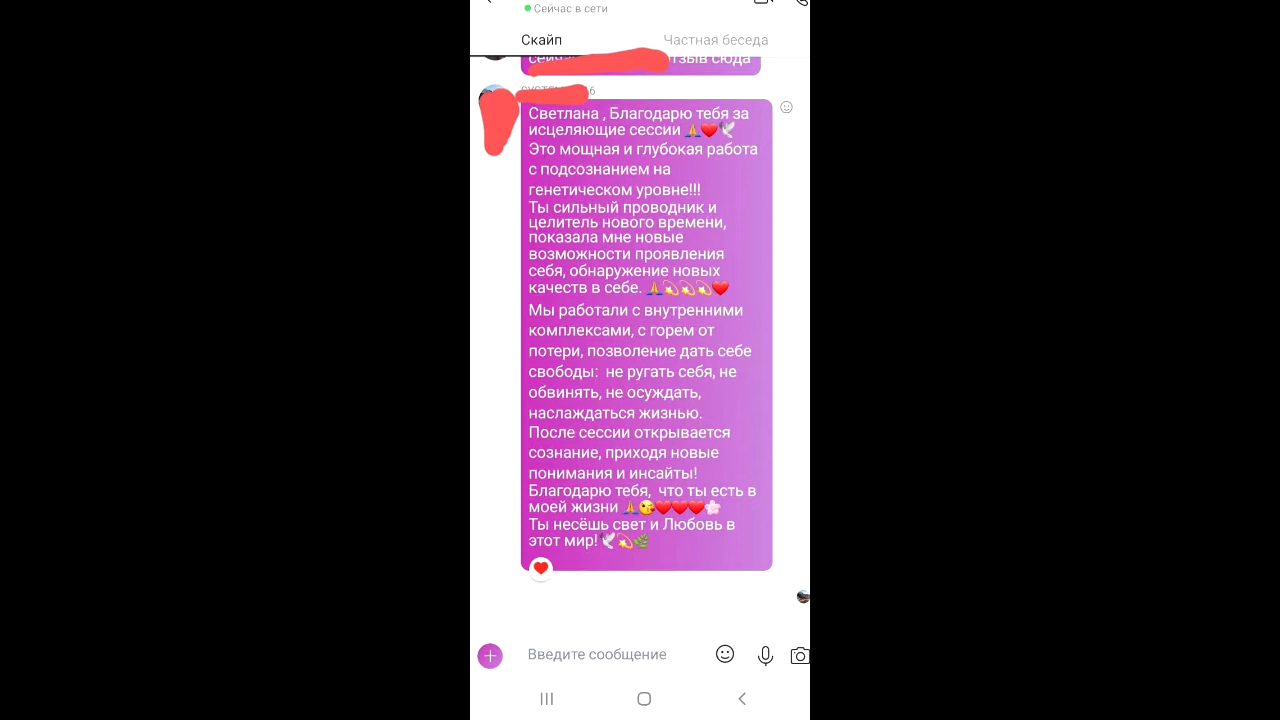 Сейчас в сети
Скайп
Частная беседа
сюда
Светлана , Благодарю тебя за
исцеляющие сессии 🙏❤️🕊️
Это мощная и глубокая работа
с подсознанием на
генетическом уровне!!!
Ты сильный проводник и
целитель нового времени,
показала мне новые
возможности проявления
себя, обнаружение новых
качеств в себе. 🙏💫💫💫❤️
Мы работали с внутренними
комплексами, с горем от
потери, позволение дать себе
свободы: не ругать себя, не
обвинять, не осуждать,
наслаждаться жизнью.
После сессии открывается
сознание, приходя новые
понимания и инсайты!
Благодарю тебя, что ты есть в
моей жизни 🙏😘❤️❤️❤️🌸
Ты несёшь свет и Любовь в
этот мир!🕊️💫🌿
Введите сообщение